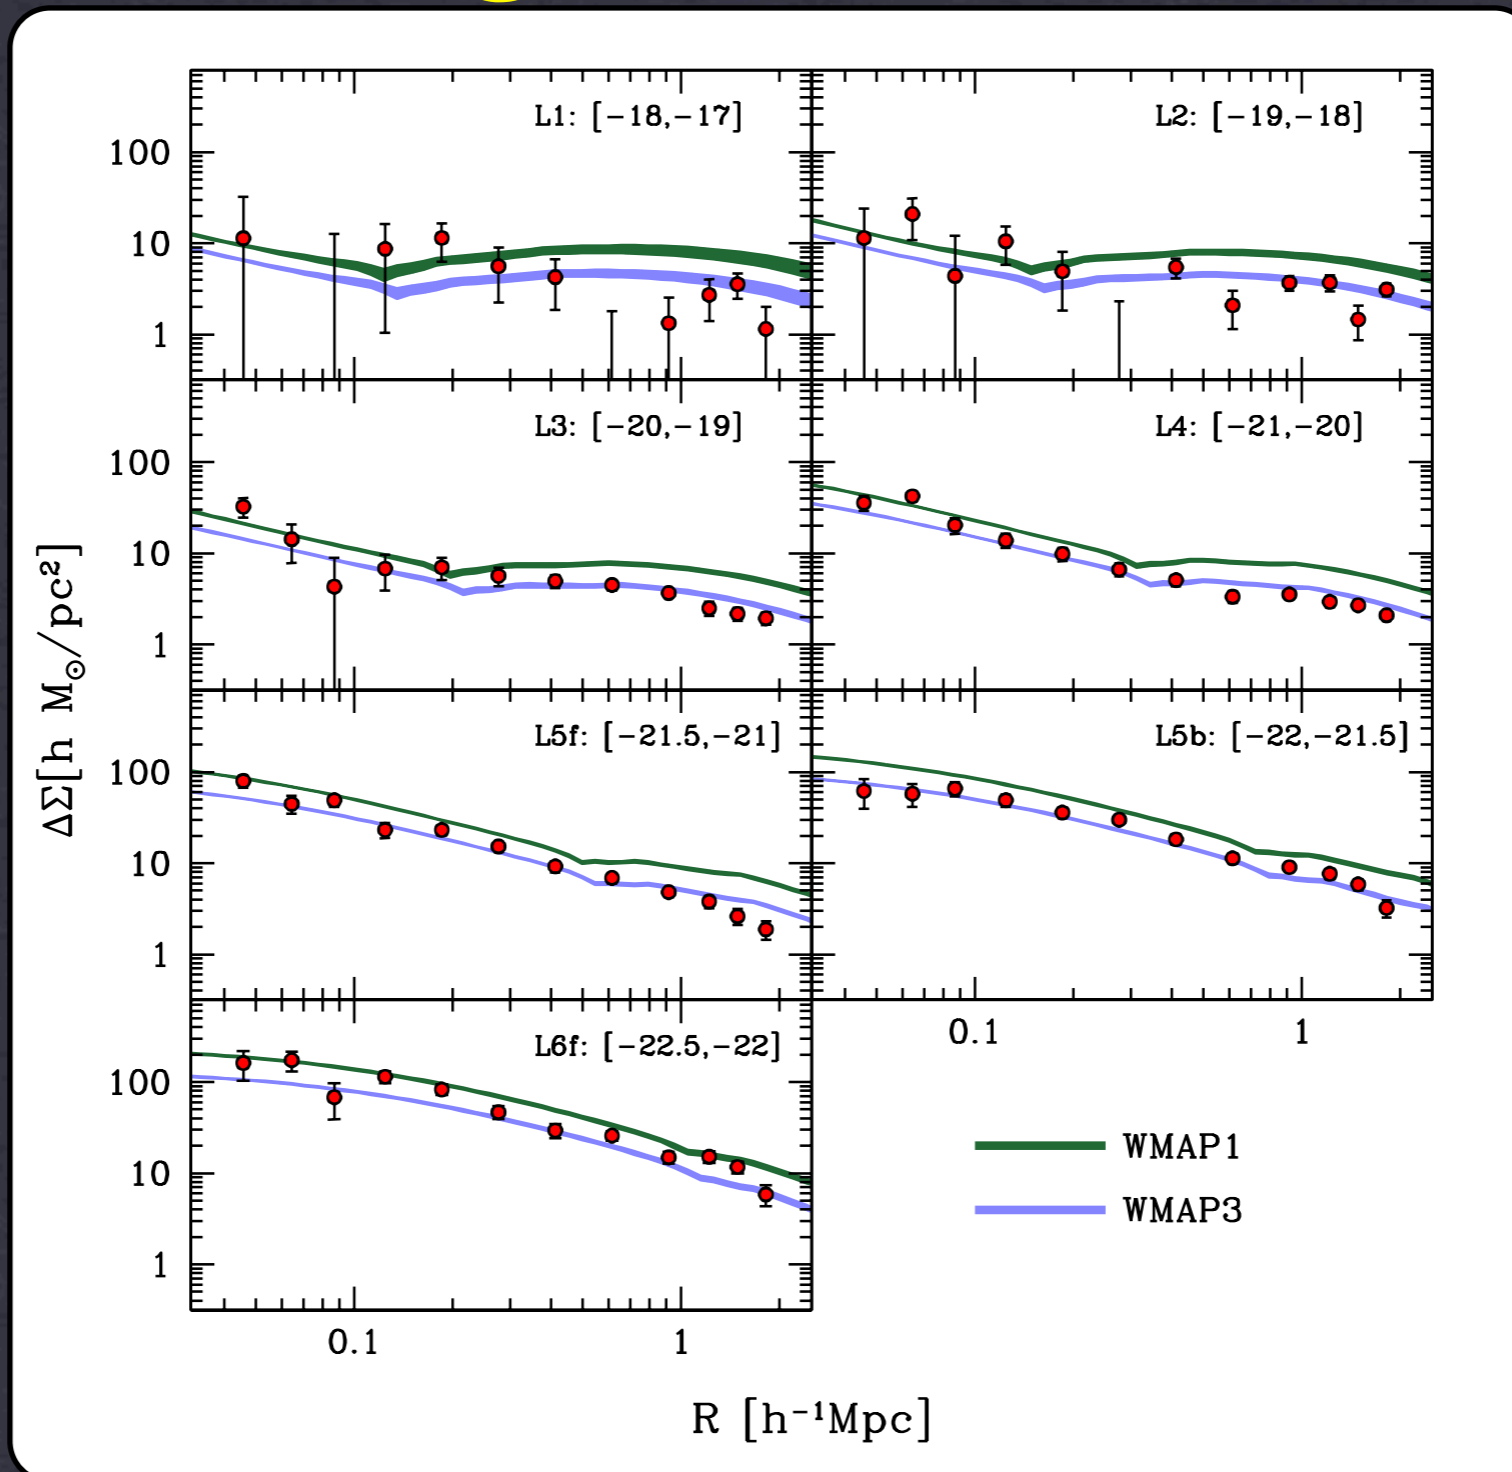 L1: [−18,−17]
L2: [−19,−18]
100
10
1
L3: [−20,−19]
L4: [−21,−20]
100
10
1
ΔΣ[h M⊙/pc²]
L5f: [−21.5,−21]
L5b: [−22,−21.5]
100
10
1
0.1 1
L6f: [−22.5,−22]
100
10
1
WMAP1
WMAP3
0.1 1
R [h⁻¹Mpc]